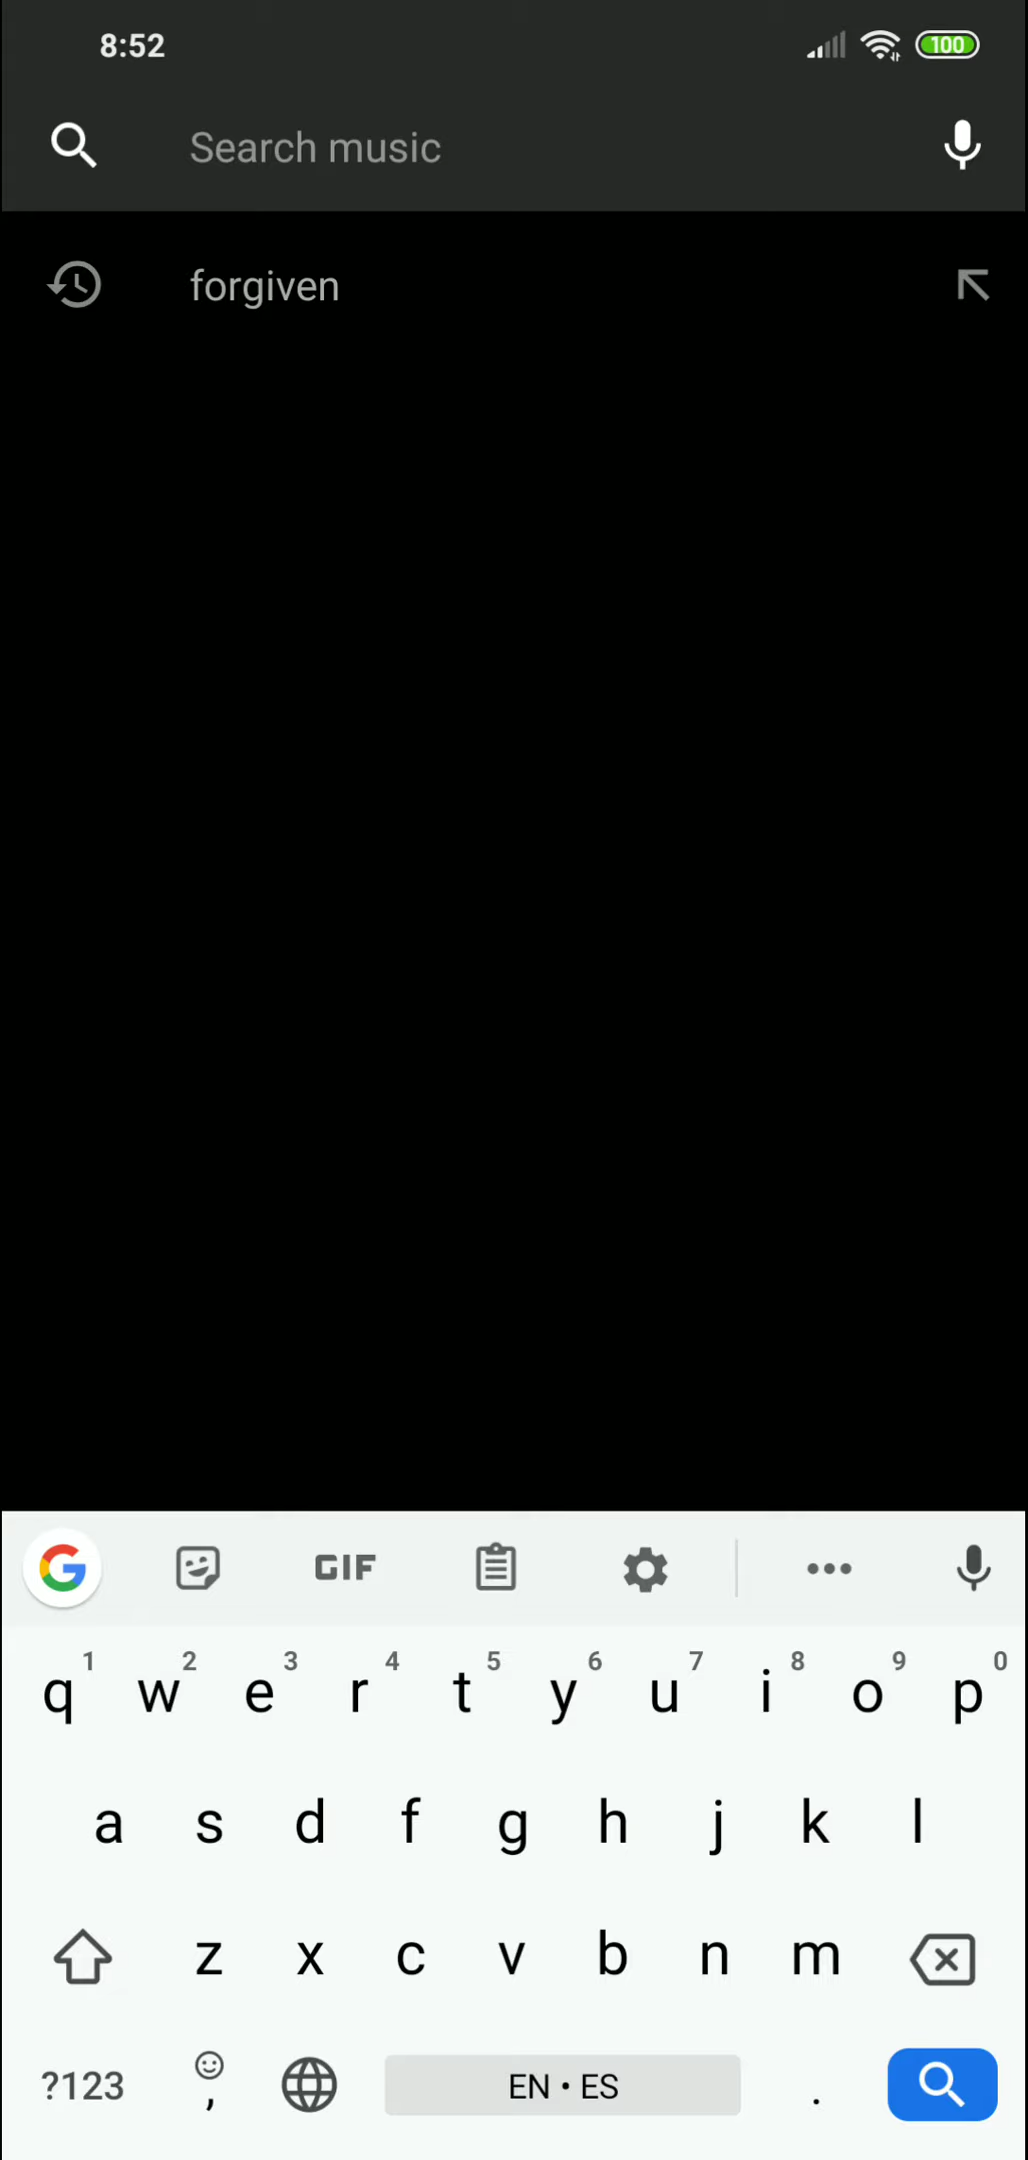 8:52
100
Search music
forgiven
GIF
1 2 3 4 5 6 7 8 9 0
q w e r t y u i o p
a s d f g h j k l
z x c v b n m
?123 , EN • ES .